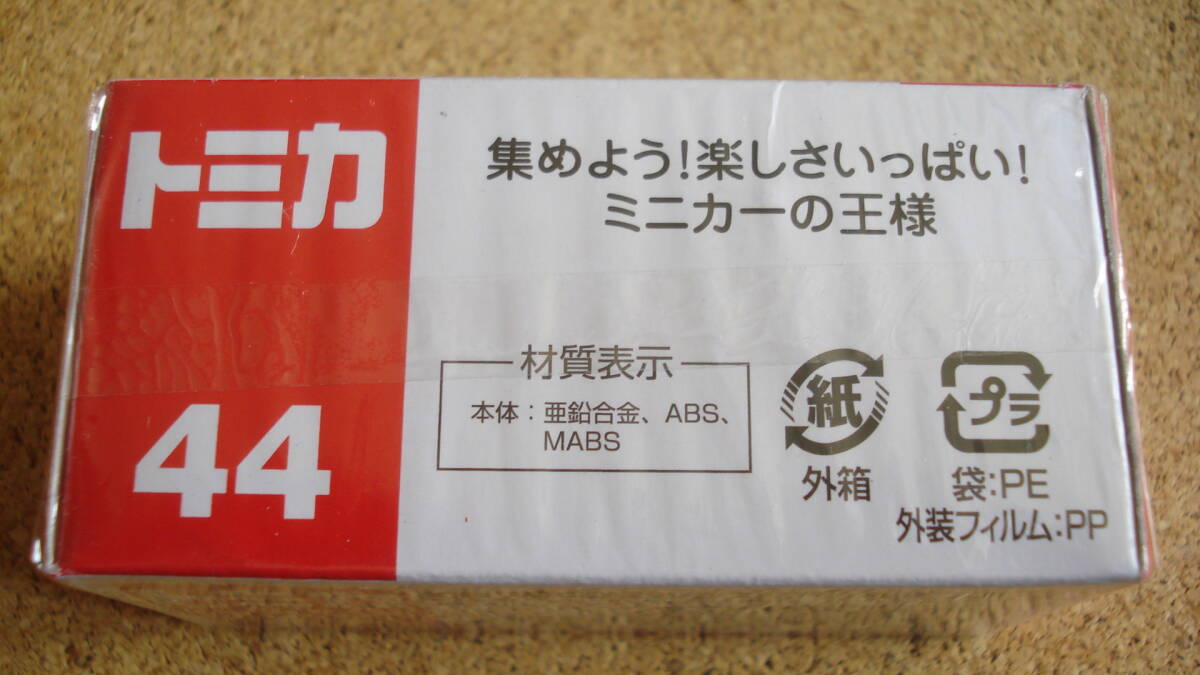 トミカ
44
集めよう!楽しさいっぱい!
ミニカーの王様
材質表示
本体：亜鉛合金、ABS、
MABS
紙
外箱
プラ
袋:PE
外装フィルム:PP